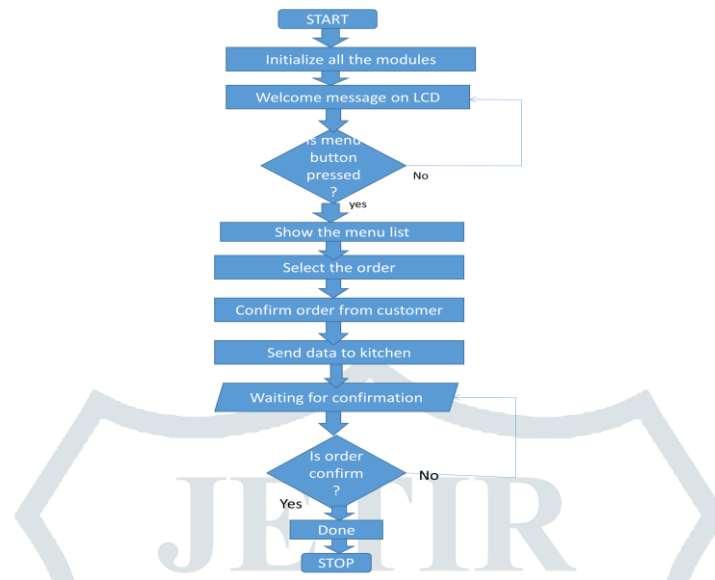 START
Initialize all the modules
Welcome message on LCD
Is menu
button
pressed
?
No
yes
Show the menu list
Select the order
Confirm order from customer
Send data to kitchen
Waiting for confirmation
Is order
confirm
?
No
Yes
Done
STOP
JETIR